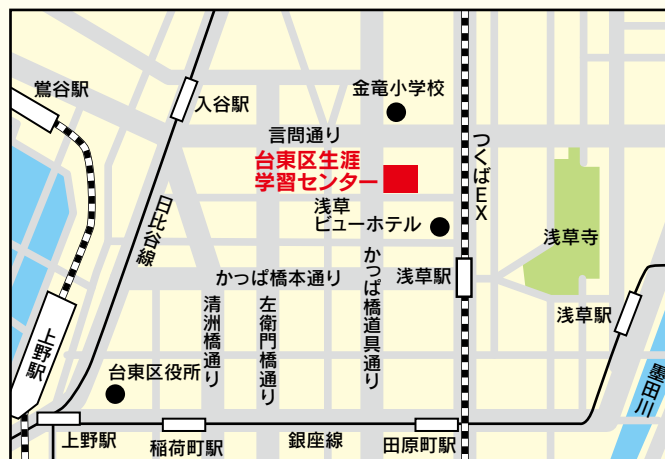 鶯谷駅
入谷駅
金竜小学校
言問通り
台東区生涯
学習センター
つくばEX
日比谷線
浅草
ビューホテル
浅草寺
かっぱ橋本通り
かっぱ橋道具通り
浅草駅
清洲橋通り
左衛門橋通り
浅草駅
上野駅
台東区役所
墨田川
上野駅
稲荷町駅
銀座線
田原町駅